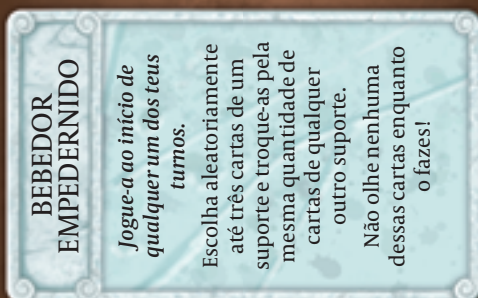 BEBEDOR
EMPEDERNIDO
Jogue-a ao início de
qualquer um dos teus
turnos.
Escolha aleatoriamente
até três cartas de um
suporte e troque-as pela
mesma quantidade de
cartas de qualquer
outro suporte.
Não olhe nenhuma
dessas cartas enquanto
o fazes!